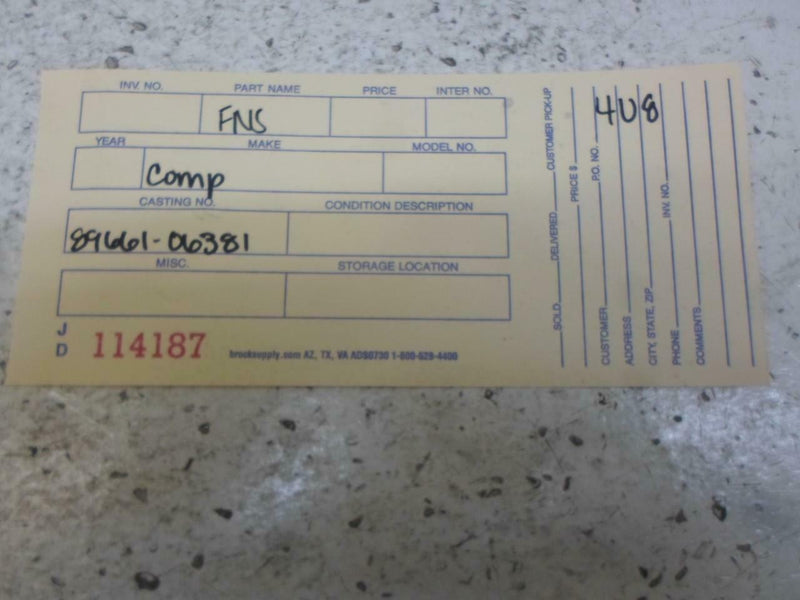 INV. NO. PART NAME PRICE INTER NO.
FNS
YEAR MAKE MODEL NO.
Comp
CASTING NO. CONDITION DESCRIPTION
89661-06381
MISC. STORAGE LOCATION
J
D
114187
brocksupply.com AZ, TX, VA ADS0730 1-800-528-4400
SOLD DELIVERED CUSTOMER PICK-UP
PRICE $
CUSTOMER P.O. NO.
ADDRESS
CITY, STATE, ZIP
PHONE INV. NO.
COMMENTS
4U8